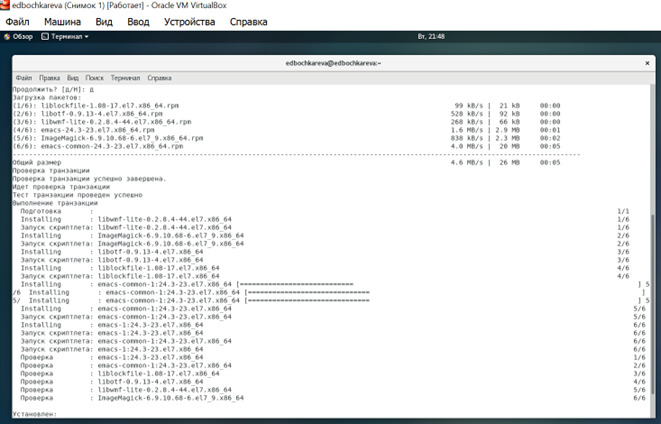 edbochkareva (Снимок 1) [Работает] - Oracle VM VirtualBox
Файл Машина Вид Ввод Устройства Справка
Обзор Терминал Вт, 21:48
edbochkareva@edbochkareva:~
Файл Правка Вид Поиск Терминал Справка
Продолжить? [д/Н]: д
Загрузка пакетов:
(1/6): liblockfile-1.08-17.el7.x86_64.rpm | 99 kB/s | 21 kB 00:00
(2/6): libotf-0.9.13-4.el7.x86_64.rpm 528 kB/s | 92 kB 00:00
(3/6): libwmf-lite-0.2.8.4-44.el7.x86_64.rpm 268 kB/s | 66 kB 00:00
(4/6): emacs-24.3-23.el7.x86_64.rpm 1.6 MB/s | 2.9 MB 00:01
(5/6): ImageMagick-6.9.10.68-6.el7_9.x86_64.rpm 838 kB/s | 2.3 MB 00:02
(6/6): emacs-common-24.3-23.el7.x86_64.rpm 4.0 MB/s | 20 MB 00:05
--------------------------------------------------------------------------------
Общий размер 4.6 MB/s | 26 MB 00:05
Проверка транзакции
Проверка транзакции успешно завершена.
Идет проверка транзакции
Тест транзакции проведен успешно
Выполнение транзакции
Подготовка : 1/1
Installing : libwmf-lite-0.2.8.4-44.el7.x86_64 1/6
Запуск скриптлета: libwmf-lite-0.2.8.4-44.el7.x86_64 1/6
Installing : ImageMagick-6.9.10.68-6.el7_9.x86_64 2/6
Запуск скриптлета: ImageMagick-6.9.10.68-6.el7_9.x86_64 2/6
Installing : libotf-0.9.13-4.el7.x86_64 3/6
Запуск скриптлета: libotf-0.9.13-4.el7.x86_64 3/6
Installing : liblockfile-1.08-17.el7.x86_64 4/6
Запуск скриптлета: liblockfile-1.08-17.el7.x86_64 4/6
Installing : emacs-common-1:24.3-23.el7.x86_64 [=========================== ] 5
/6 Installing : emacs-common-1:24.3-23.el7.x86_64 [============================= ]
5/ Installing : emacs-common-1:24.3-23.el7.x86_64 [============================= ] 5
Installing : emacs-common-1:24.3-23.el7.x86_64 5/6
Запуск скриптлета: emacs-common-1:24.3-23.el7.x86_64 5/6
Installing : emacs-1:24.3-23.el7.x86_64 6/6
Запуск скриптлета: emacs-1:24.3-23.el7.x86_64 6/6
Запуск скриптлета: emacs-common-1:24.3-23.el7.x86_64 6/6
Запуск скриптлета: emacs-1:24.3-23.el7.x86_64 6/6
Проверка : emacs-1:24.3-23.el7.x86_64 1/6
Проверка : emacs-common-1:24.3-23.el7.x86_64 2/6
Проверка : liblockfile-1.08-17.el7.x86_64 3/6
Проверка : libotf-0.9.13-4.el7.x86_64 4/6
Проверка : libwmf-lite-0.2.8.4-44.el7.x86_64 5/6
Проверка : ImageMagick-6.9.10.68-6.el7_9.x86_64 6/6
Установлен: